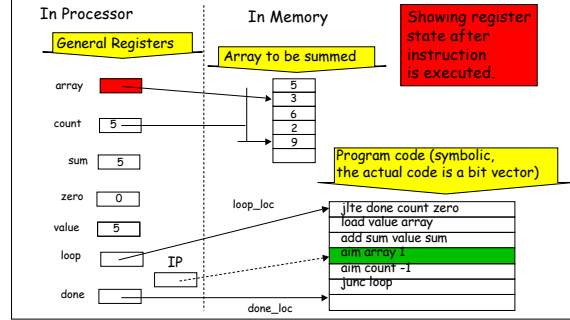 In Processor
In Memory
Showing register
state after
instruction
is executed.
General Registers
Array to be summed
array
5
3
6
2
9
count
5
sum
5
Program code (symbolic,
the actual code is a bit vector)
zero
0
value
5
loop_loc
loop
IP
done
done_loc
jlte done count zero
load value array
add sum value sum
aim array 1
aim count -1
junc loop